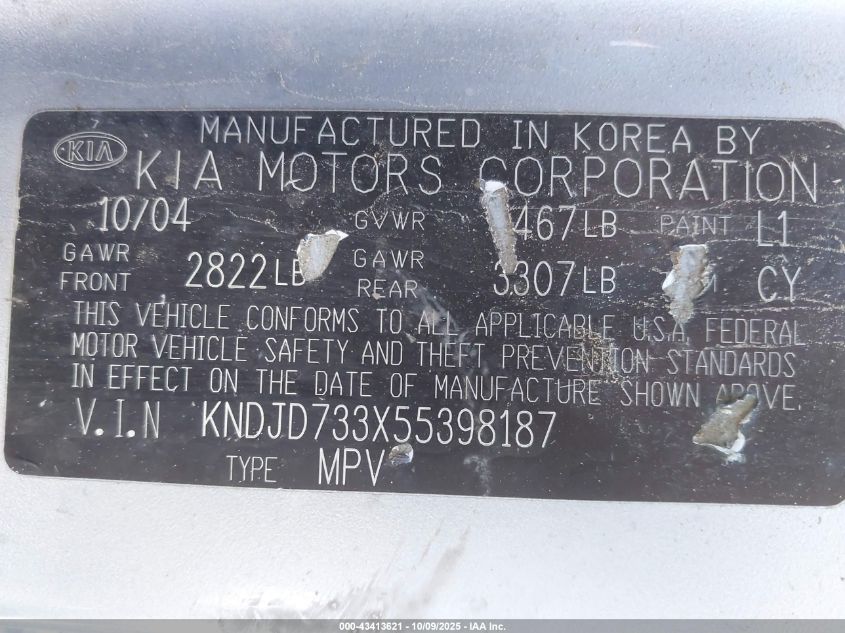 MANUFACTURED IN KOREA BY
KIA KIA MOTORS CORPORATION
10/04 GVWR 467LB PAINT L1
GAWR FRONT 2822LB GAWR REAR 3307LB CY
THIS VEHICLE CONFORMS TO ALL APPLICABLE U.S.A. FEDERAL
MOTOR VEHICLE SAFETY AND THEFT PREVENTION STANDARDS
IN EFFECT ON THE DATE OF MANUFACTURE SHOWN ABOVE.
V.I.N KNDJD733X55398187
TYPE MPV
000-43413621 - 10/09/2025 - IAA Inc.